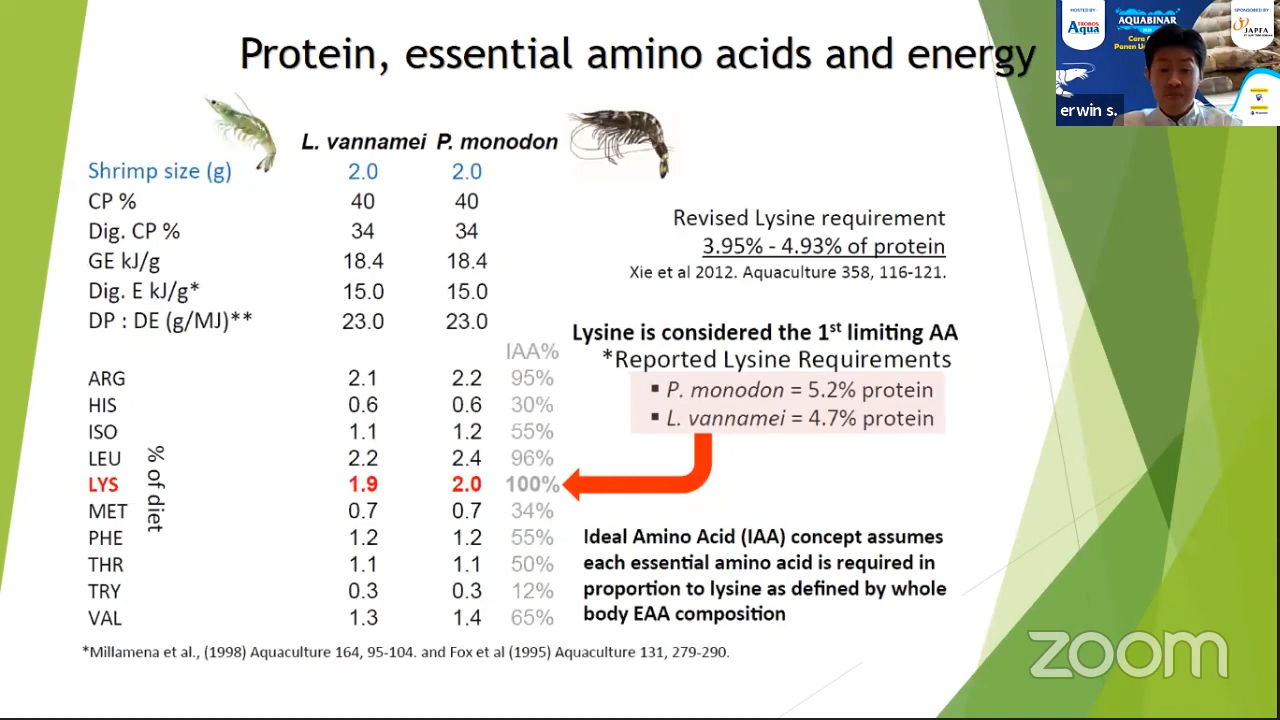 Protein, essential amino acids and energy
HOSTED BY:
TROBOS
Aqua
AQUABINAR
SPONSORED BY
JAPFA
erwin s.
L. vannamei P. monodon
Shrimp size (g) 2.0 2.0
CP % 40 40
Dig. CP % 34 34
GE kJ/g 18.4 18.4
Dig. E kJ/g* 15.0 15.0
DP : DE (g/MJ)** 23.0 23.0
IAA%
ARG 2.1 2.2 95%
HIS 0.6 0.6 30%
ISO 1.1 1.2 55%
LEU 2.2 2.4 96%
LYS 1.9 2.0 100%
MET 0.7 0.7 34%
PHE 1.2 1.2 55%
THR 1.1 1.1 50%
TRY 0.3 0.3 12%
VAL 1.3 1.4 65%
% of diet
Revised Lysine requirement
3.95% - 4.93% of protein
Xie et al 2012. Aquaculture 358, 116-121.
Lysine is considered the 1st limiting AA
*Reported Lysine Requirements
▪ P. monodon = 5.2% protein
▪ L. vannamei = 4.7% protein
Ideal Amino Acid (IAA) concept assumes
each essential amino acid is required in
proportion to lysine as defined by whole
body EAA composition
*Millamena et al., (1998) Aquaculture 164, 95-104. and Fox et al (1995) Aquaculture 131, 279-290.
zoom